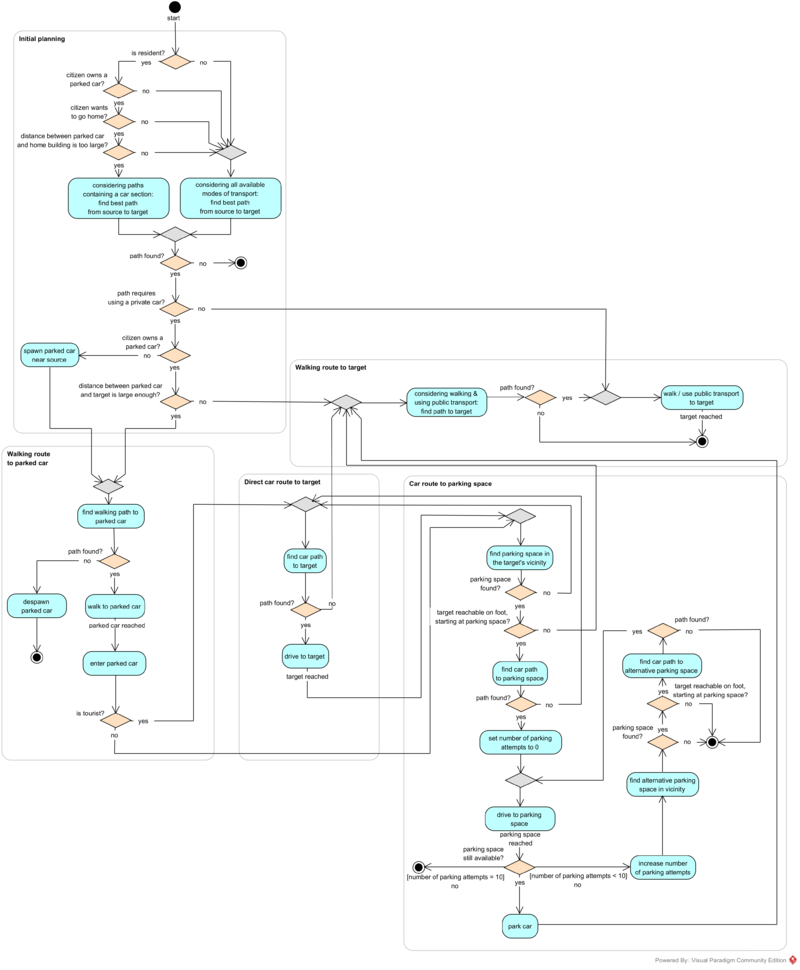 start
Initial planning
is resident?
yes
no
citizen owns a
parked car?
no
yes
citizen wants
to go home?
no
yes
distance between parked car
and home building is too large?
no
yes
considering paths
containing a car section:
find best path
from source to target
considering all available
modes of transport:
find best path
from source to target
path found?
no
yes
path requires
using a private car?
no
yes
citizen owns a
parked car?
spawn parked car
near source
no
yes
distance between parked car
and target is large enough?
no
yes
Walking route to target
considering walking &
using public transport:
find path to target
path found?
yes
no
walk / use public transport
to target
target reached
Walking route
to parked car
find walking path to
parked car
path found?
no
yes
despawn
parked car
walk to parked car
parked car reached
enter parked car
is tourist?
yes
no
Direct car route to target
find car path
to target
path found?
no
yes
drive to target
target reached
Car route to parking space
find parking space in
the target's vicinity
parking space
found?
no
yes
target reachable on foot,
starting at parking space?
no
yes
find car path
to parking space
path found?
no
yes
set number of parking
attempts to 0
drive to parking
space
parking space
reached
parking space
still available?
[number of parking attempts = 10]
no
[number of parking attempts < 10]
no
yes
park car
increase number
of parking attempts
find alternative parking
space in vicinity
parking space
found?
no
yes
target reachable on foot,
starting at parking space?
no
yes
find car path to
alternative parking space
path found?
yes
no
Powered By: Visual Paradigm Community Edition